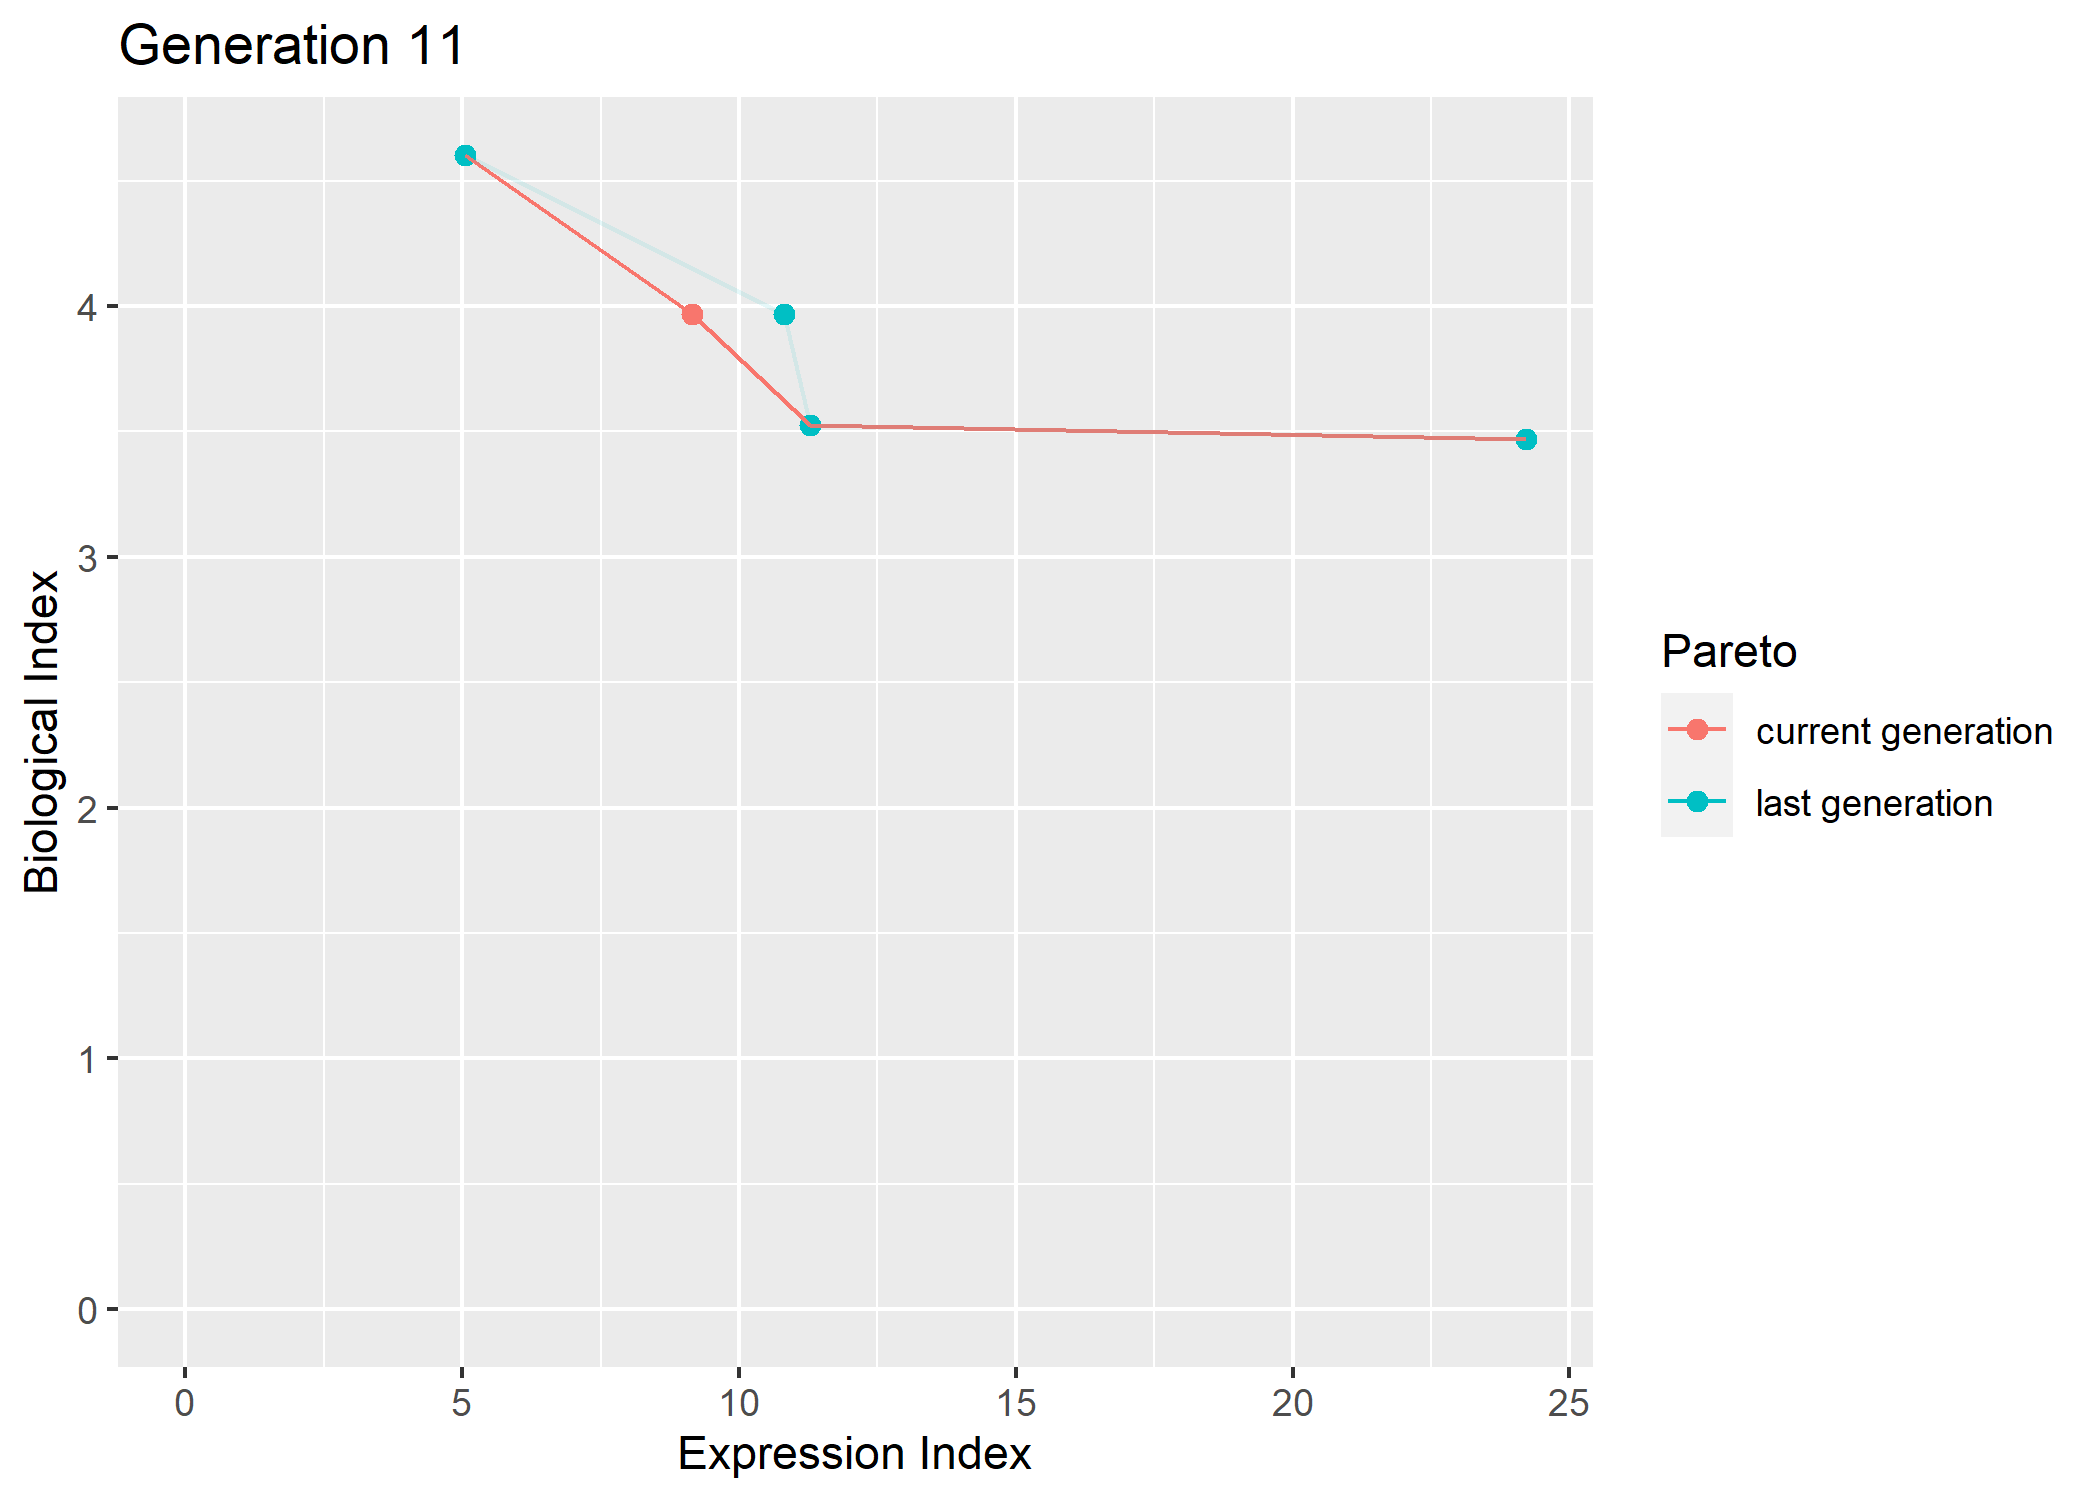 Generation 11
Biological Index
4
3
2
1
0
0 5 10 15 20 25
Expression Index
Pareto
current generation
last generation